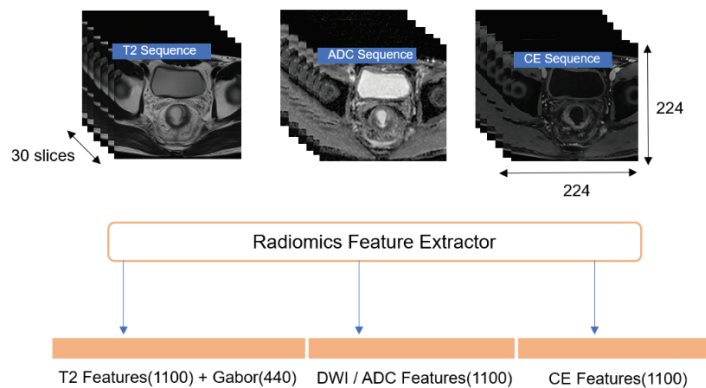 T2 Sequence
ADC Sequence
CE Sequence
224
30 slices
224
Radiomics Feature Extractor
T2 Features(1100) + Gabor(440)
DWI / ADC Features(1100)
CE Features(1100)